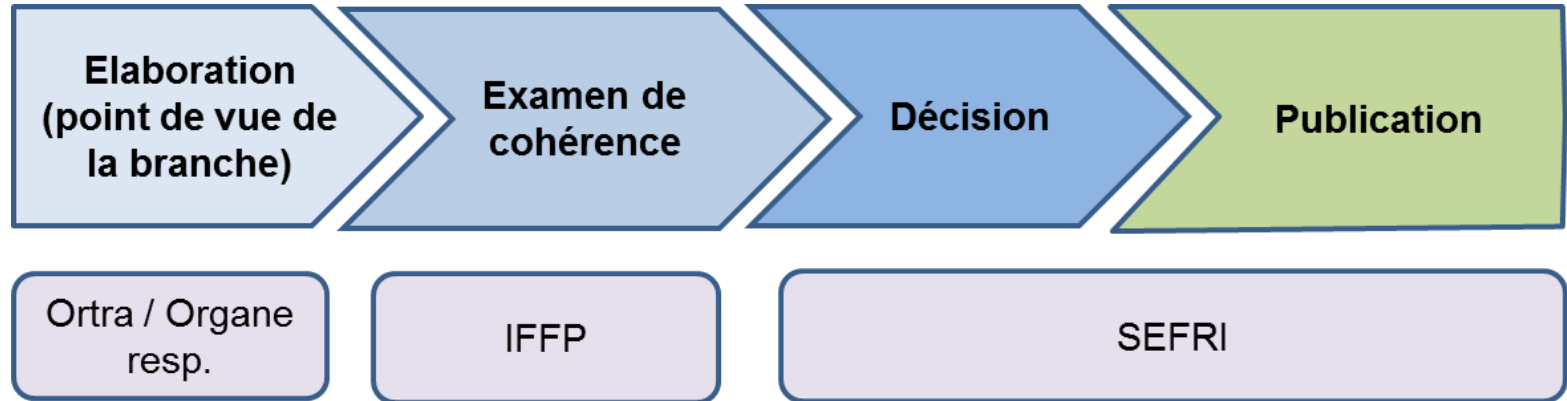 Elaboration
(point de vue de
la branche)
Examen de
cohérence
Décision
Publication
Ortra / Organe
resp.
IFFP
SEFRI